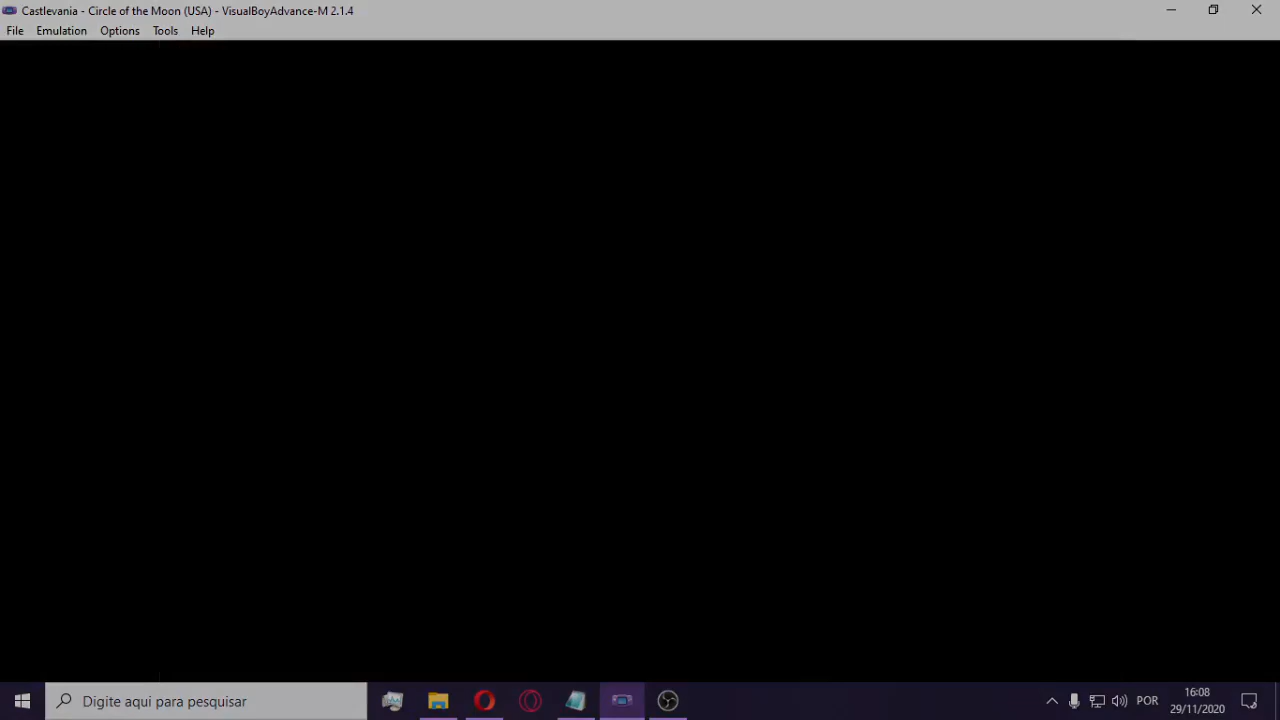 Castlevania - Circle of the Moon (USA) - VisualBoyAdvance-M 2.1.4
File Emulation Options Tools Help
Digite aqui para pesquisar
POR
16:08
29/11/2020